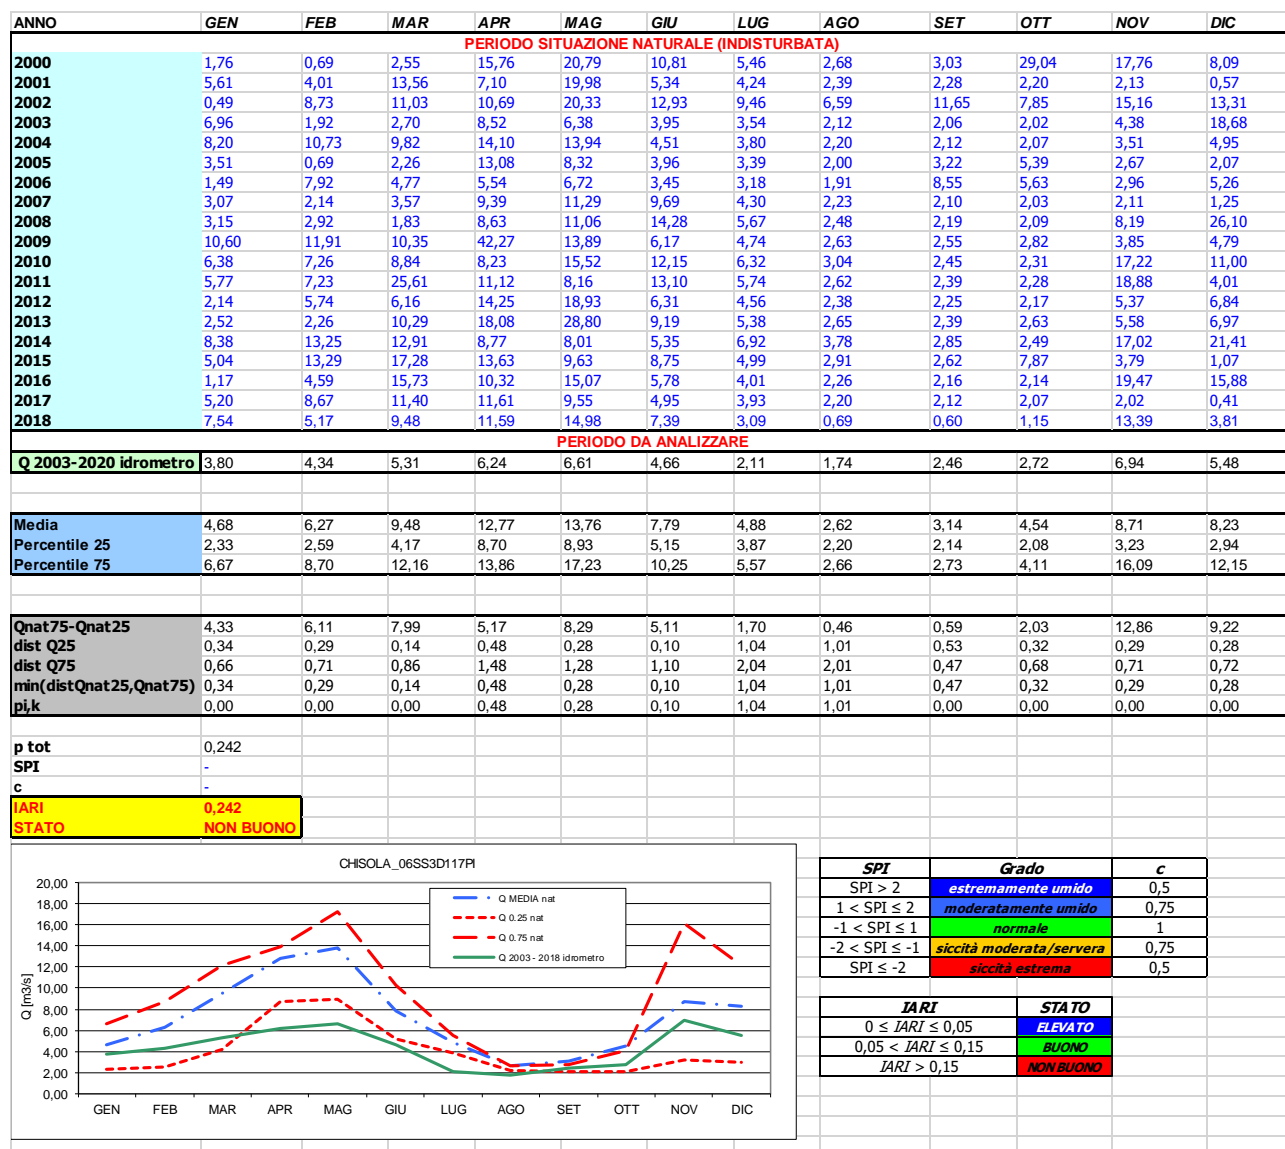 ANNO GEN FEB MAR APR MAG GIU LUG AGO SET OTT NOV DIC
PERIODO SITUAZIONE NATURALE (INDISTURBATA)
2000 1,76 0,69 2,55 15,76 20,79 10,81 5,46 2,68 3,03 29,04 17,76 8,09
2001 5,61 4,01 13,56 7,10 19,98 5,34 4,24 2,39 2,28 2,20 2,13 0,57
2002 0,49 8,73 11,03 10,69 20,33 12,93 9,46 6,59 11,65 7,85 15,16 13,31
2003 6,96 1,92 2,70 8,52 6,38 3,95 3,54 2,12 2,06 2,02 4,38 18,68
2004 8,20 10,73 9,82 14,10 13,94 4,51 3,80 2,20 2,12 2,07 3,51 4,95
2005 3,51 0,69 2,26 13,08 8,32 3,96 3,39 2,00 3,22 5,39 2,67 2,07
2006 1,49 7,92 4,77 5,54 6,72 3,45 3,18 1,91 8,55 5,63 2,96 5,26
2007 3,07 2,14 3,57 9,39 11,29 9,69 4,30 2,23 2,10 2,03 2,11 1,25
2008 3,15 2,92 1,83 8,63 11,06 14,28 5,67 2,48 2,19 2,09 8,19 26,10
2009 10,60 11,91 10,35 42,27 13,89 6,17 4,74 2,63 2,55 2,82 3,85 4,79
2010 6,38 7,26 8,84 8,23 15,52 12,15 6,32 3,04 2,45 2,31 17,22 11,00
2011 5,77 7,23 25,61 11,12 8,16 13,10 5,74 2,62 2,39 2,28 18,88 4,01
2012 2,14 5,74 6,16 14,25 18,93 6,31 4,56 2,38 2,25 2,17 5,37 6,84
2013 2,52 2,26 10,29 18,08 28,80 9,19 5,38 2,65 2,39 2,63 5,58 6,97
2014 8,38 13,25 12,91 8,77 8,01 5,35 6,92 3,78 2,85 2,49 17,02 21,41
2015 5,04 13,29 17,28 13,63 9,63 8,75 4,99 2,91 2,62 7,87 3,79 1,07
2016 1,17 4,59 15,73 10,32 15,07 5,78 4,01 2,26 2,16 2,14 19,47 15,88
2017 5,20 8,67 11,40 11,61 9,55 4,95 3,93 2,20 2,12 2,07 2,02 0,41
2018 7,54 5,17 9,48 11,59 14,98 7,39 3,09 0,69 0,60 1,15 13,39 3,81
PERIODO DA ANALIZZARE
Q 2003-2020 idrometro 3,80 4,34 5,31 6,24 6,61 4,66 2,11 1,74 2,46 2,72 6,94 5,48
Media 4,68 6,27 9,48 12,77 13,76 7,79 4,88 2,62 3,14 4,54 8,71 8,23
Percentile 25 2,33 2,59 4,17 8,70 8,93 5,15 3,87 2,20 2,14 2,08 3,23 2,94
Percentile 75 6,67 8,70 12,16 13,86 17,23 10,25 5,57 2,66 2,73 4,11 16,09 12,15
Qnat75-Qnat25 4,33 6,11 7,99 5,17 8,29 5,11 1,70 0,46 0,59 2,03 12,86 9,22
dist Q25 0,34 0,29 0,14 0,48 0,28 0,10 1,04 1,01 0,53 0,32 0,29 0,28
dist Q75 0,66 0,71 0,86 1,48 1,28 1,10 2,04 2,01 0,47 0,68 0,71 0,72
min(distQnat25,Qnat75) 0,34 0,29 0,14 0,48 0,28 0,10 1,04 1,01 0,47 0,32 0,29 0,28
pi,k 0,00 0,00 0,00 0,48 0,28 0,10 1,04 1,01 0,00 0,00 0,00 0,00
p tot 0,242
SPI -
c -
IARI 0,242
STATO NON BUONO
CHISOLA_06SS3D117PI
Q [m3/s]
20,00
18,00
16,00
14,00
12,00
10,00
8,00
6,00
4,00
2,00
0,00
Q MEDIA nat
Q 0.25 nat
Q 0.75 nat
Q 2003 - 2018 idrometro
GEN FEB MAR APR MAG GIU LUG AGO SET OTT NOV DIC
SPI Grado c
SPI > 2 estremamente umido 0,5
1 < SPI ≤ 2 moderatamente umido 0,75
-1 < SPI ≤ 1 normale 1
-2 < SPI ≤ -1 siccità moderata/servera 0,75
SPI ≤ -2 siccità estrema 0,5
IARI STATO
0 ≤ IARI ≤ 0,05 ELEVATO
0,05 < IARI ≤ 0,15 BUONO
IARI > 0,15 NON BUONO